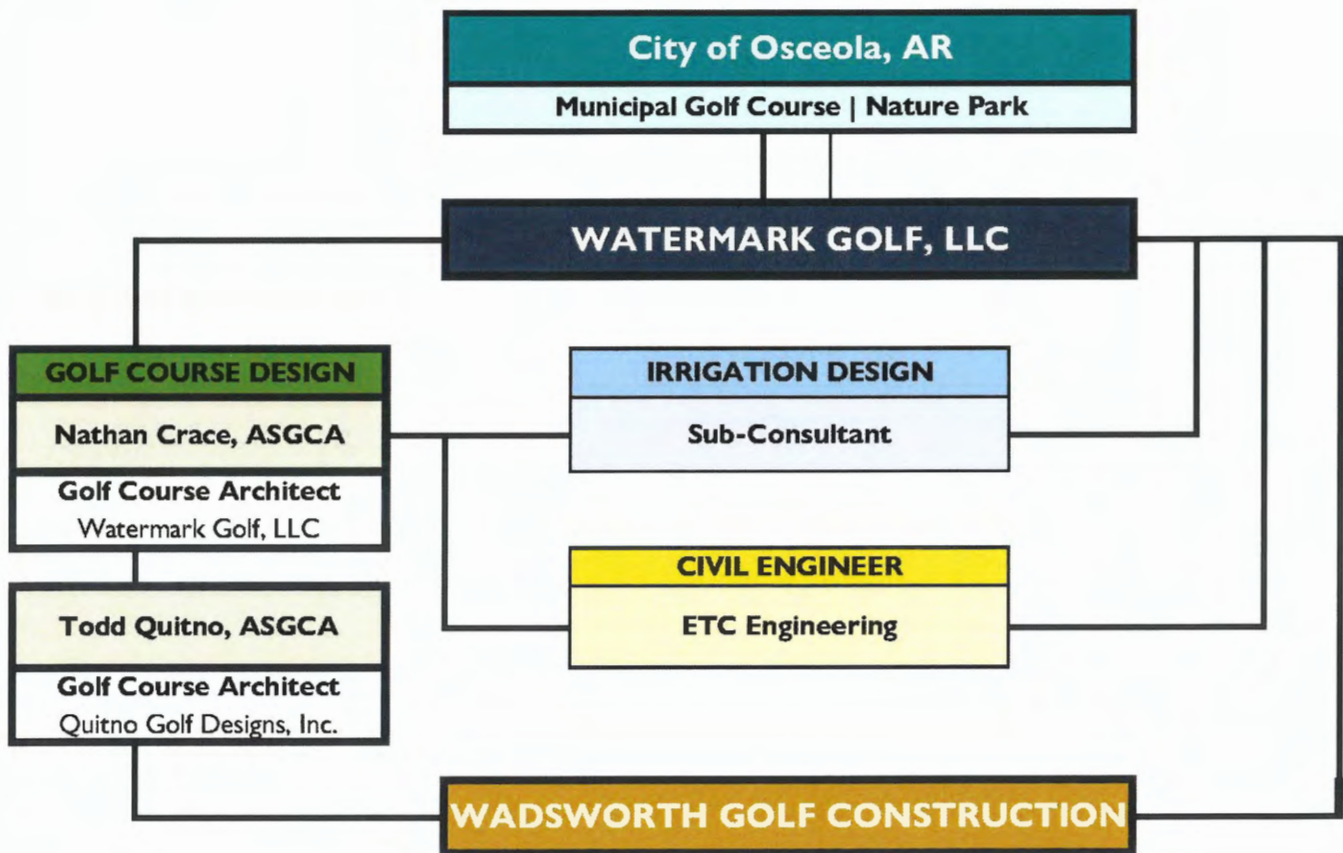 City of Osceola, AR
Municipal Golf Course | Nature Park
WATERMARK GOLF, LLC
GOLF COURSE DESIGN
Nathan Crace, ASGCA
Golf Course Architect
Watermark Golf, LLC
Todd Quitno, ASGCA
Golf Course Architect
Quitno Golf Designs, Inc.
IRRIGATION DESIGN
Sub-Consultant
CIVIL ENGINEER
ETC Engineering
WADSWORTH GOLF CONSTRUCTION